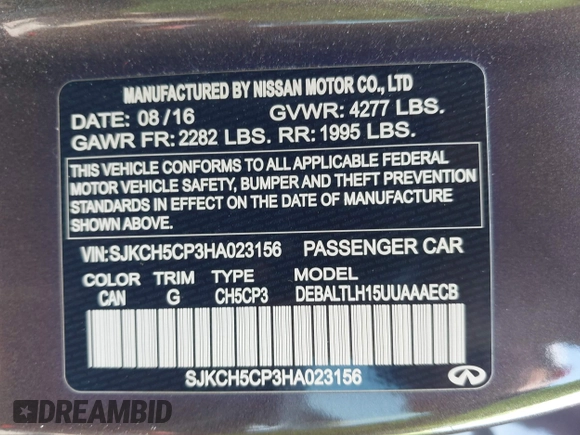 MANUFACTURED BY NISSAN MOTOR CO., LTD
DATE: 08/16 GVWR: 4277 LBS.
GAWR FR: 2282 LBS. RR: 1995 LBS.
THIS VEHICLE CONFORMS TO ALL APPLICABLE FEDERAL
MOTOR VEHICLE SAFETY, BUMPER AND THEFT PREVENTION
STANDARDS IN EFFECT ON THE DATE OF MANUFACTURE
SHOWN ABOVE.
VIN:SJKCH5CP3HA023156 PASSENGER CAR
COLOR TRIM TYPE MODEL
CAN G CH5CP3 DEBALTLH15UUAAAECB
SJKCH5CP3HA023156
DREAMBID